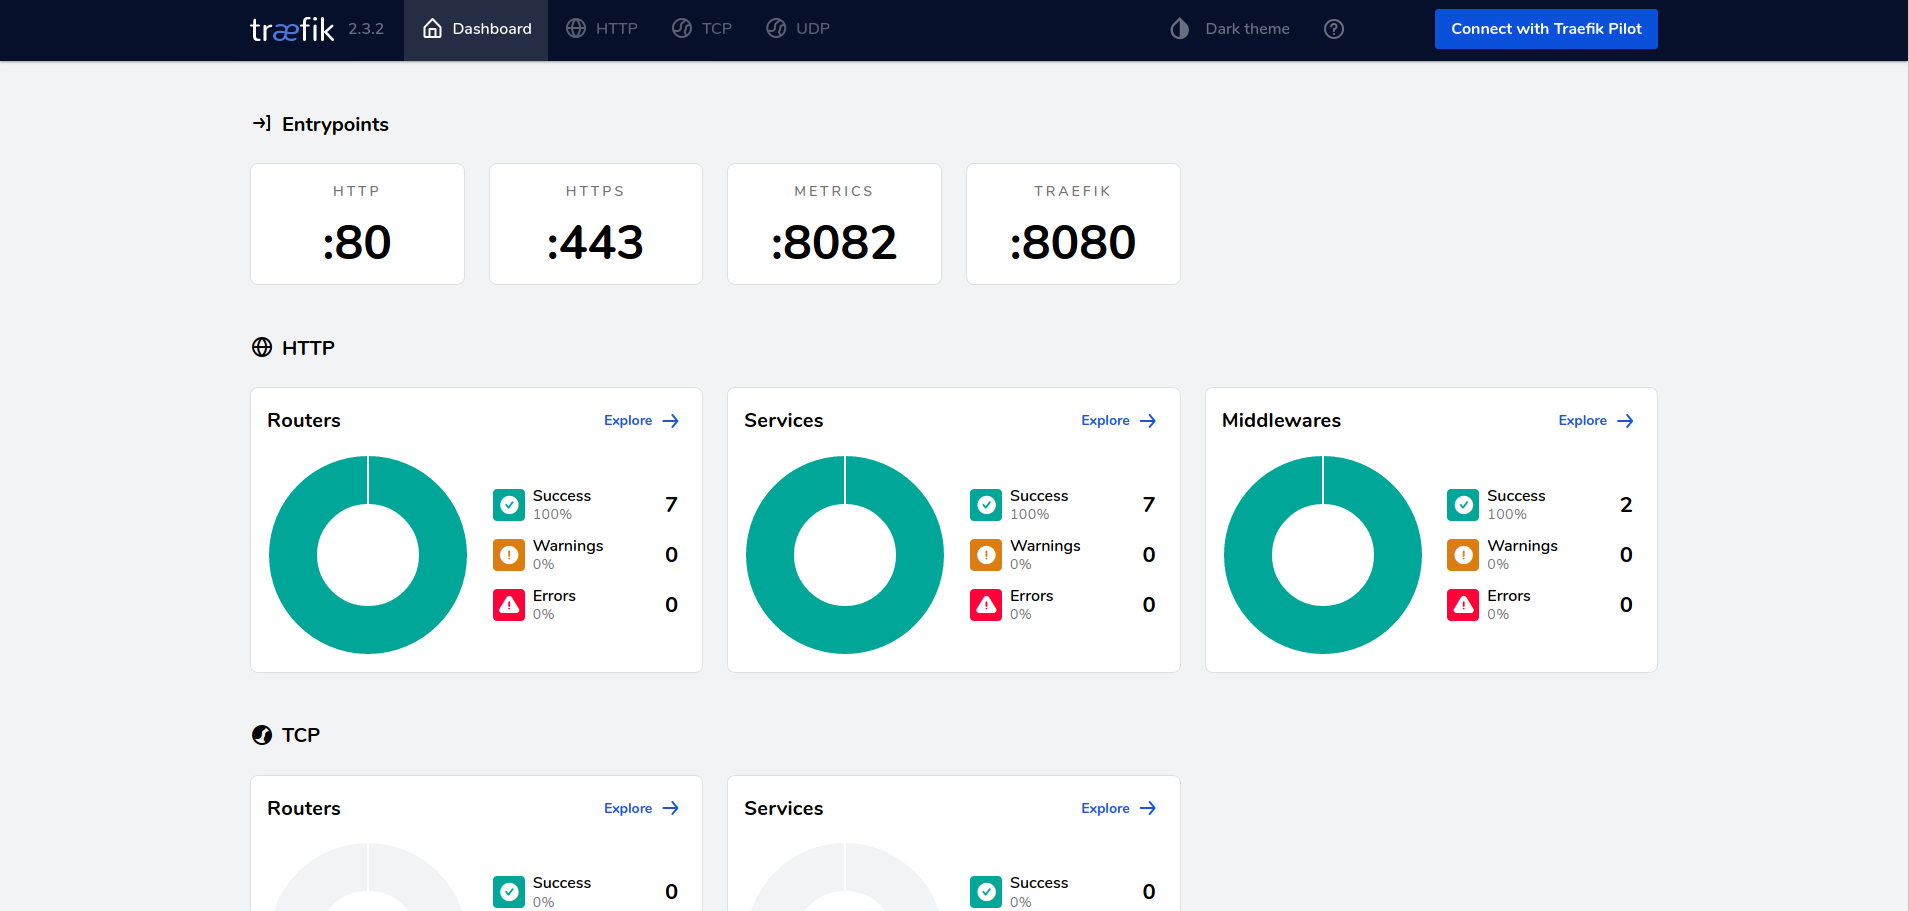 træfik 2.3.2 Dashboard HTTP TCP UDP Dark theme Connect with Traefik Pilot
Entrypoints
HTTP
:80
HTTPS
:443
METRICS
:8082
TRAEFIK
:8080
HTTP
Routers Explore
Success 7
100%
Warnings 0
0%
Errors 0
0%
Services Explore
Success 7
100%
Warnings 0
0%
Errors 0
0%
Middlewares Explore
Success 2
100%
Warnings 0
0%
Errors 0
0%
TCP
Routers Explore
Success 0
0%
Services Explore
Success 0
0%